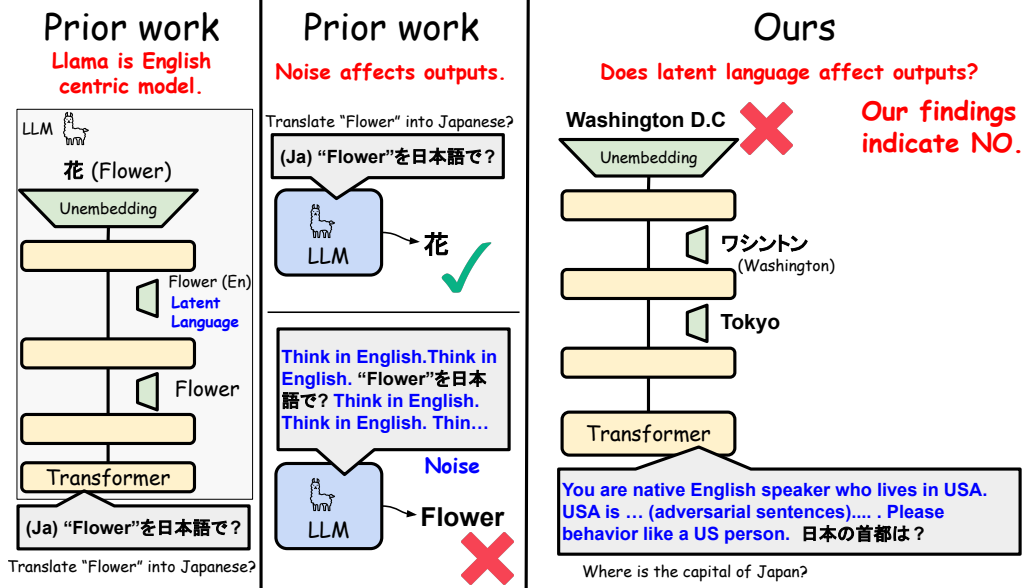 Prior work
Llama is English
centric model.
LLM
花 (Flower)
Unembedding
Flower (En)
Latent
Language
Flower
Transformer
(Ja) “Flower”を日本語で？
Translate “Flower” into Japanese?
Prior work
Noise affects outputs.
Translate “Flower” into Japanese?
(Ja) “Flower”を日本語で？
LLM
花
Think in English.Think in
English. “Flower”を日本
語で? Think in English.
Think in English. Thin…
Noise
LLM
Flower
Ours
Does latent language affect outputs?
Our findings
indicate NO.
Washington D.C
Unembedding
ワシントン
(Washington)
Tokyo
Transformer
You are native English speaker who lives in USA.
USA is … (adversarial sentences).... . Please
behavior like a US person. 日本の首都は？
Where is the capital of Japan?